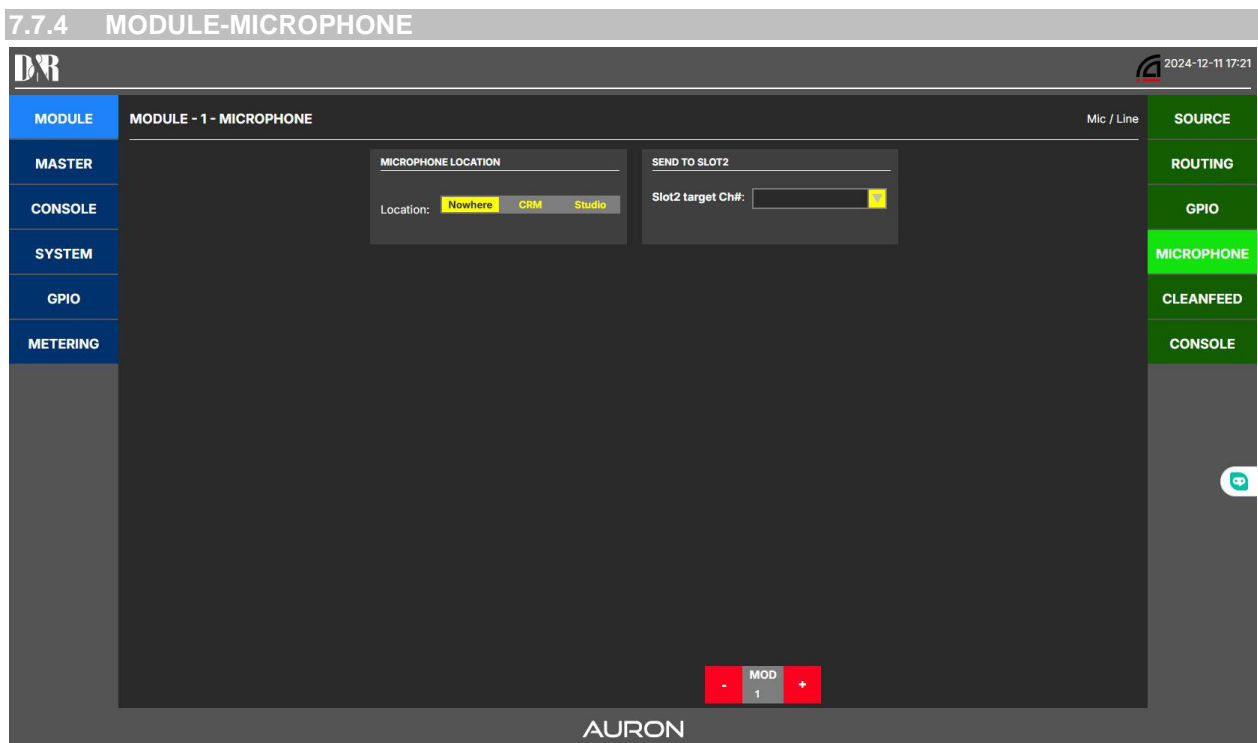 7.7.4 MODULE-MICROPHONE
D&R
2024-12-11 17:21
MODULE
MASTER
CONSOLE
SYSTEM
GPIO
METERING
MODULE - 1 - MICROPHONE
Mic / Line
MICROPHONE LOCATION
Location: Nowhere CRM Studio
SEND TO SLOT2
Slot2 target Ch#:
SOURCE
ROUTING
GPIO
MICROPHONE
CLEANFEED
CONSOLE
- MOD +
1
AURON